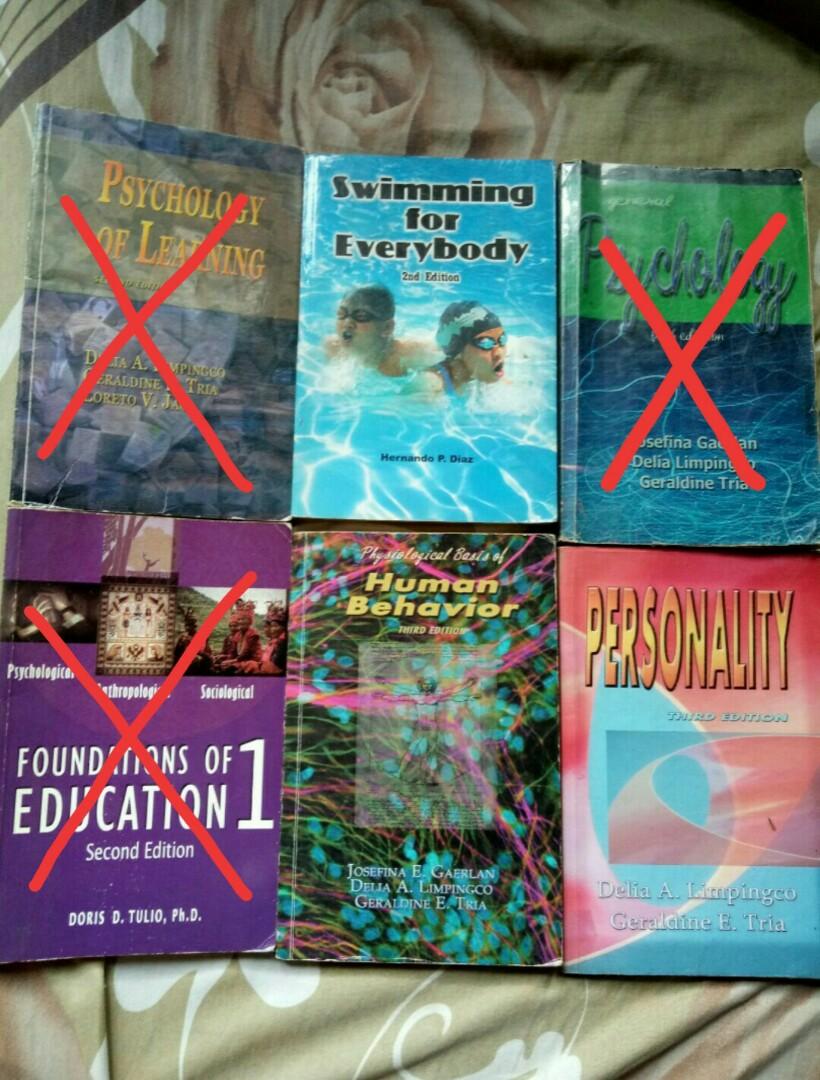 PSYCHOLOGY
OF LEARNING
DELIA A. LIMPINGCO
GERALDINE E. TRIA
LORETO V.
Swimming
for
Everybody
2nd Edition
Hernando P. Diaz
general
Psychology
edition
Josefina Gaerlan
Delia Limpingco
Geraldine Tria
Psychological
Anthropological
Sociological
FOUNDATIONS OF
EDUCATION 1
Second Edition
DORIS D. TULIO, Ph.D.
Physiological Basis of
Human
Behavior
THIRD EDITION
JOSEFINA E. GAERLAN
DELIA A. LIMPINGCO
GERALDINE E. TRIA
PERSONALITY
THIRD EDITION
Delia A. Limpingco
Geraldine E. Tria